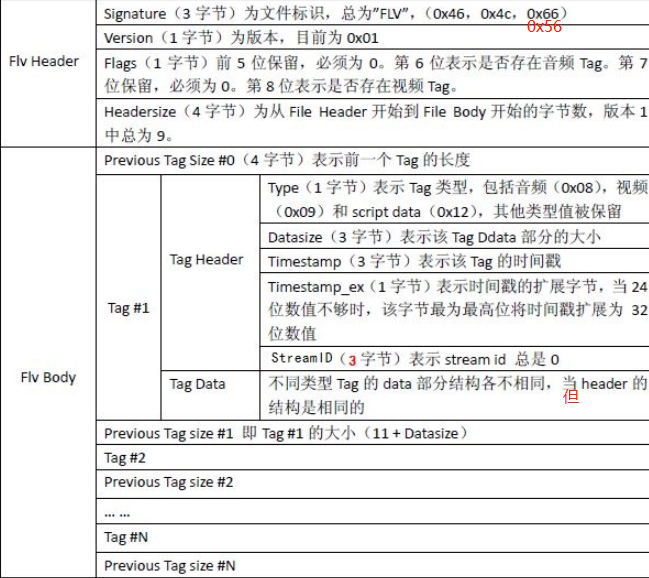 Signature（3 字节）为文件标识，总为”FLV”，（0x46，0x4c，0x66）
0x56
Version（1 字节）为版本，目前为 0x01
Flv Header
Flags（1 字节）前 5 位保留，必须为 0。第 6 位表示是否存在音频 Tag。第 7
位保留，必须为 0。第 8 位表示是否存在视频 Tag。
Headersize（4 字节）为从 File Header 开始到 File Body 开始的字节数，版本 1
中总为 9。
Previous Tag Size #0（4 字节）表示前一个 Tag 的长度
Type（1 字节）表示 Tag 类型，包括音频（0x08），视频
（0x09）和 script data（0x12），其他类型值被保留
Datasize（3 字节）表示该 Tag Ddata 部分的大小
Tag Header
Timestamp（3 字节）表示该 Tag 的时间戳
Timestamp_ex（1 字节）表示时间戳的扩展字节，当 24
位数值不够时，该字节最为最高位将时间戳扩展为 32
位数值
Tag #1
StreamID（3 字节）表示 stream id 总是 0
Flv Body
Tag Data
不同类型 Tag 的 data 部分结构各不相同，当 header 的
但
结构是相同的
Previous Tag size #1 即 Tag #1 的大小（11 + Datasize）
Tag #2
Previous Tag size #2
... ...
Tag #N
Previous Tag size #N